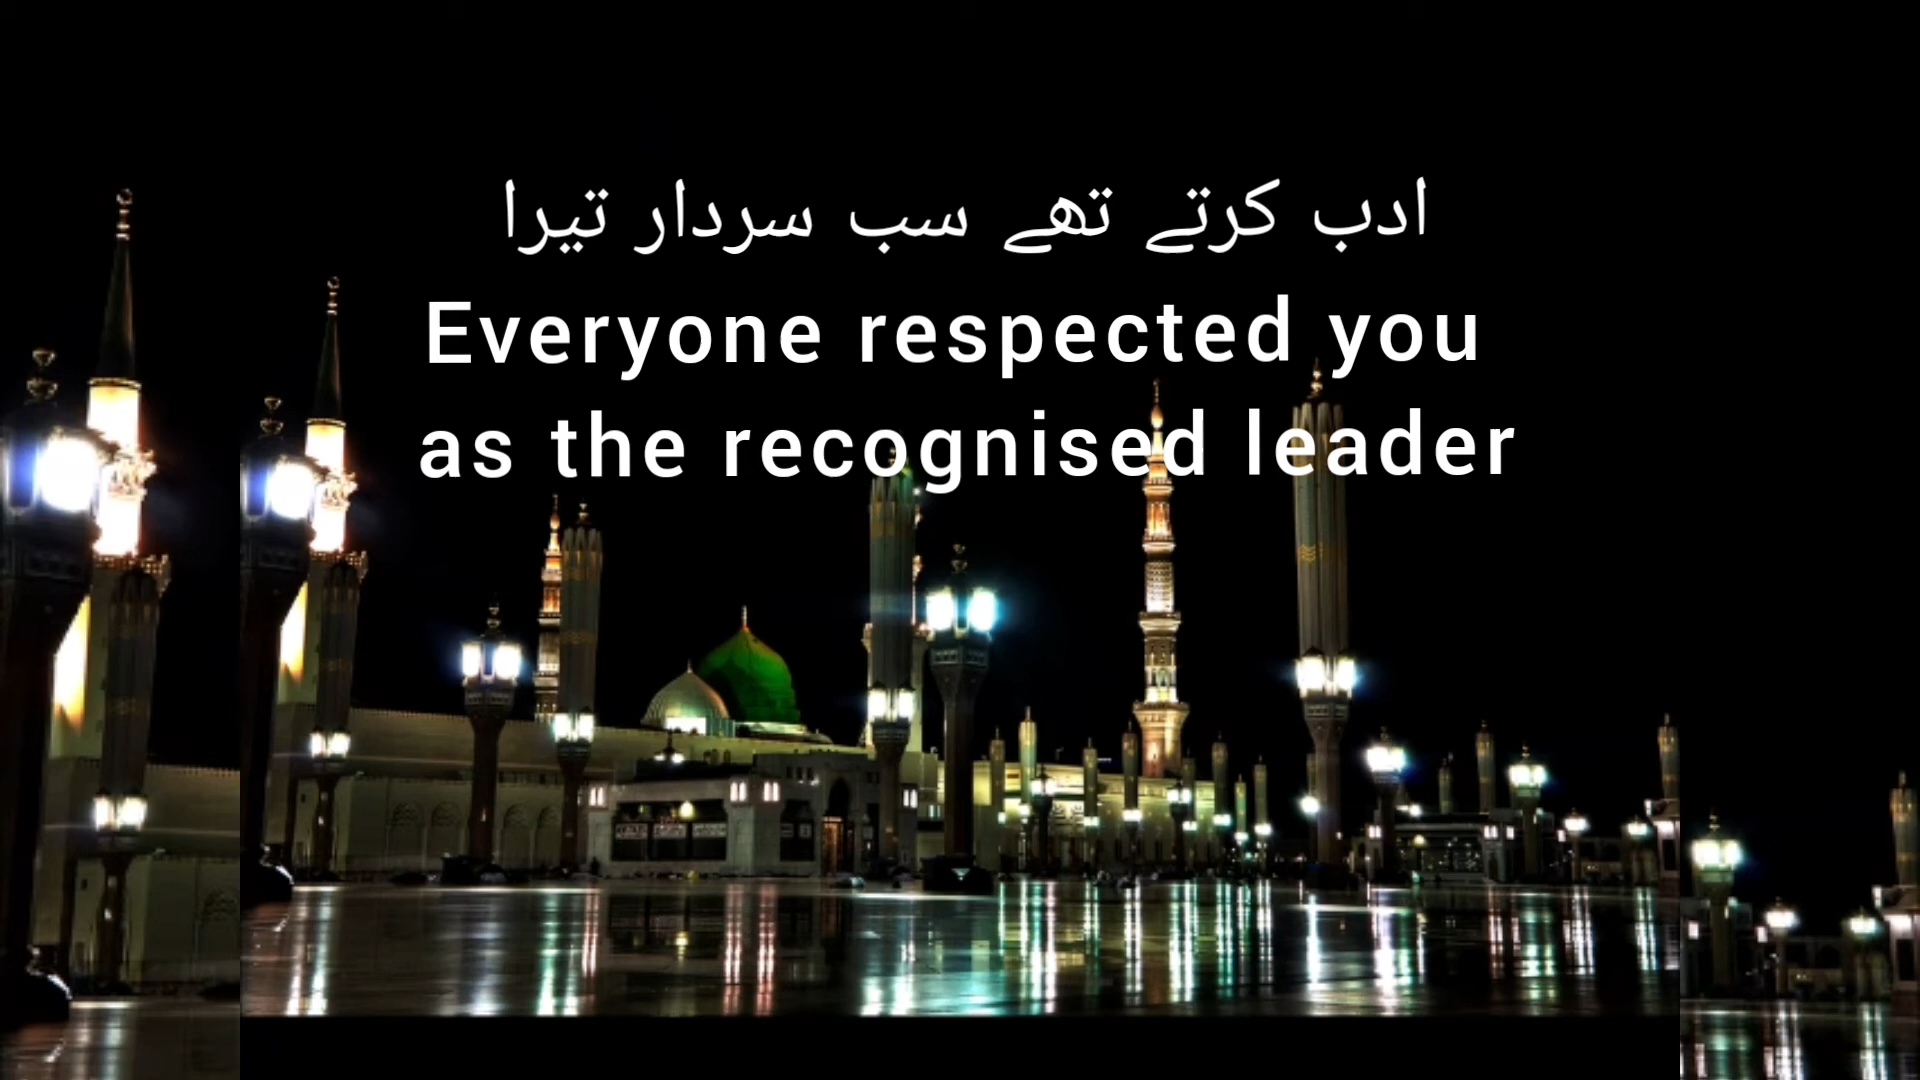 ادب کرتے تھے سب سردار تیرا
Everyone respected you
as the recognised leader